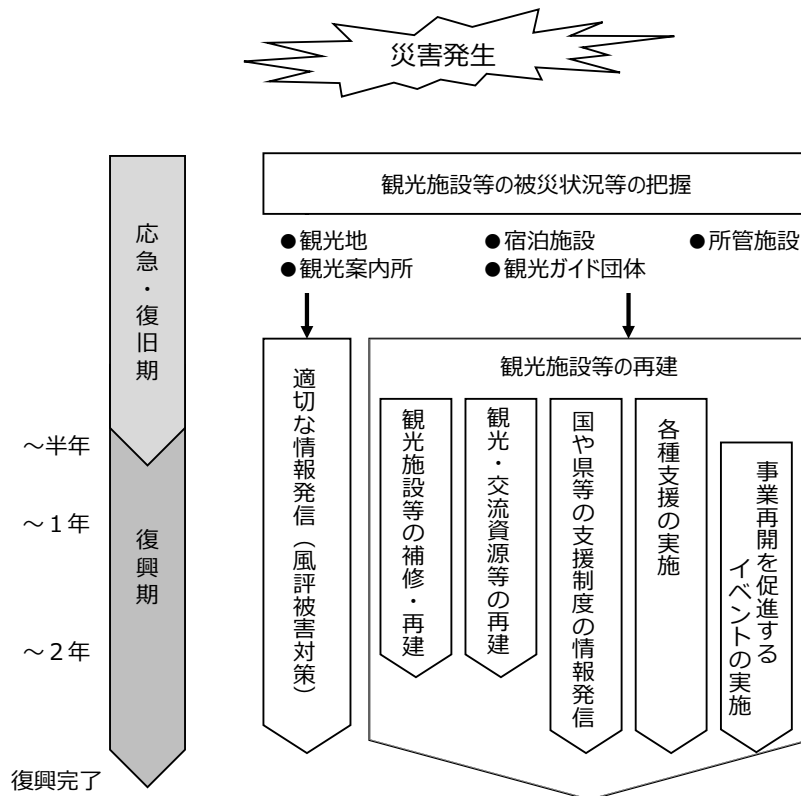 災害発生
観光施設等の被災状況等の把握
●観光地
●宿泊施設
●所管施設
●観光案内所
●観光ガイド団体
応急・復旧期
復興期
～半年
～１年
～２年
復興完了
適切な情報発信（風評被害対策）
観光施設等の再建
観光施設等の補修・再建
観光・交流資源等の再建
国や県等の支援制度の情報発信
各種支援の実施
事業再開を促進する
イベントの実施